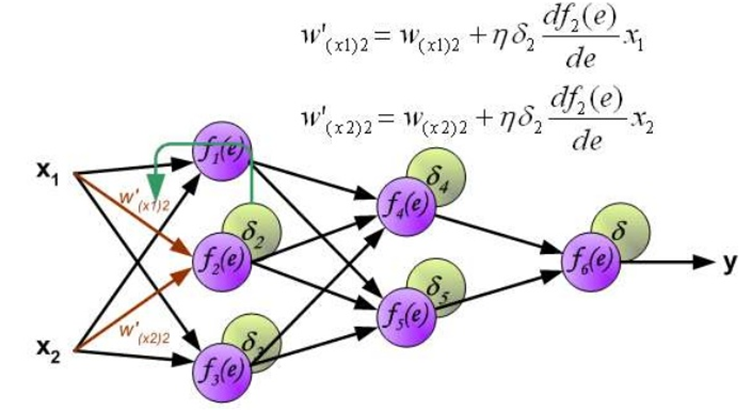 w'₍ₓ₁₎₂ = w₍ₓ₁₎₂ + ηδ₂ df₂(e)/de x₁
w'₍ₓ₂₎₂ = w₍ₓ₂₎₂ + ηδ₂ df₂(e)/de x₂
f₁(e)
x₁
w'₍ₓ₁₎₂
δ₄
f₄(e)
δ₂
f₂(e)
δ
f₆(e)
y
δ₅
f₅(e)
w'₍ₓ₂₎₂
x₂
δ₃
f₃(e)